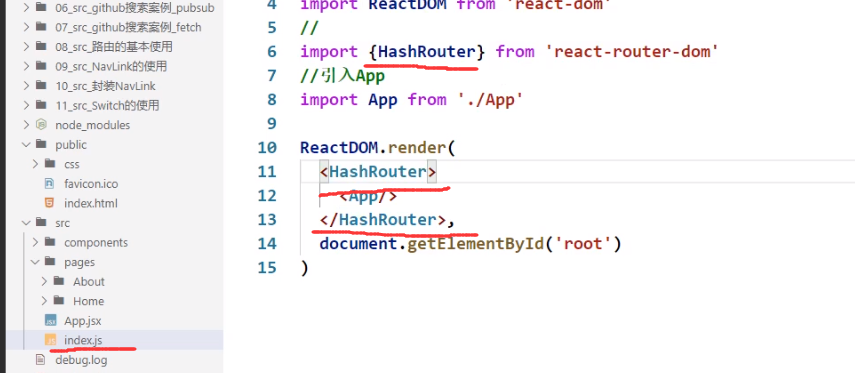 06_src_github搜索案例_pubsub
07_src_github搜索案例_fetch
08_src_路由的基本使用
09_src_NavLink的使用
10_src_封装NavLink
11_src_Switch的使用
node_modules
public
css
favicon.ico
index.html
src
components
pages
About
Home
App.jsx
index.js
debug.log
4 import ReactDOM from 'react-dom'
5 //
6 import {HashRouter} from 'react-router-dom'
7 //引入App
8 import App from './App'
9
10 ReactDOM.render(
11 <HashRouter>
12 <App/>
13 </HashRouter>,
14 document.getElementById('root')
15 )